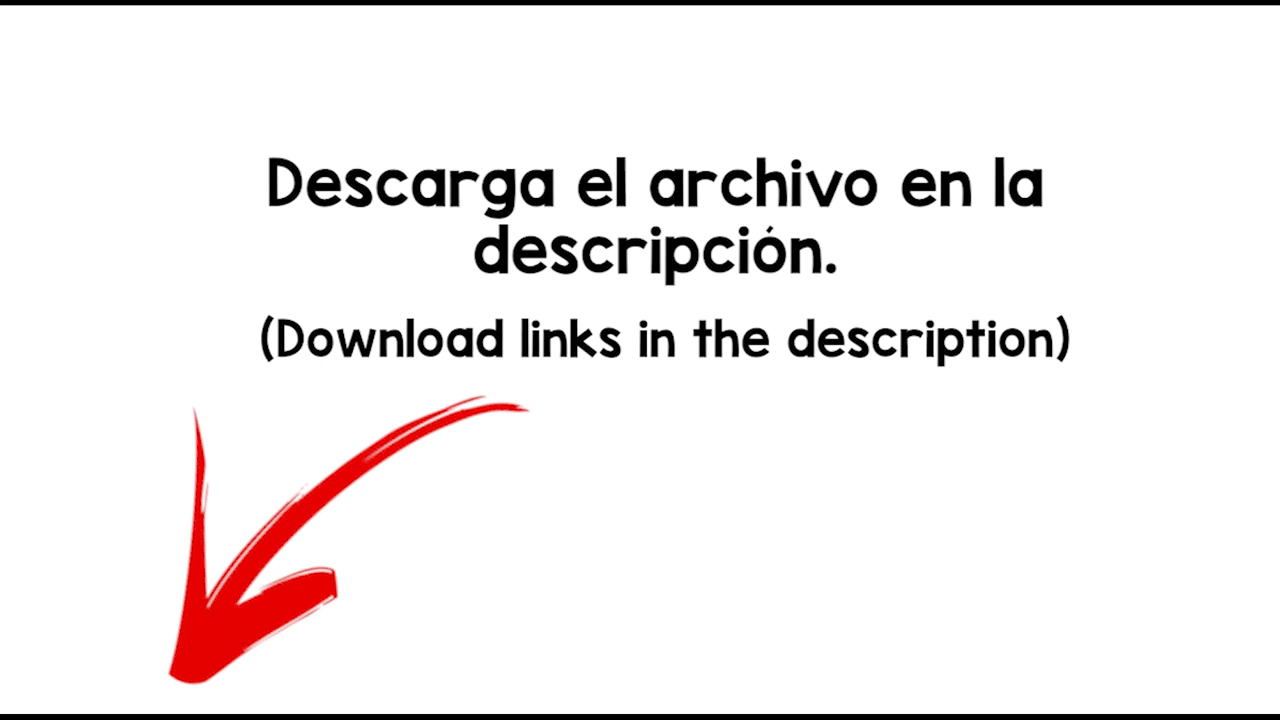 Descarga el archivo en la
descripción.
(Download links in the description)